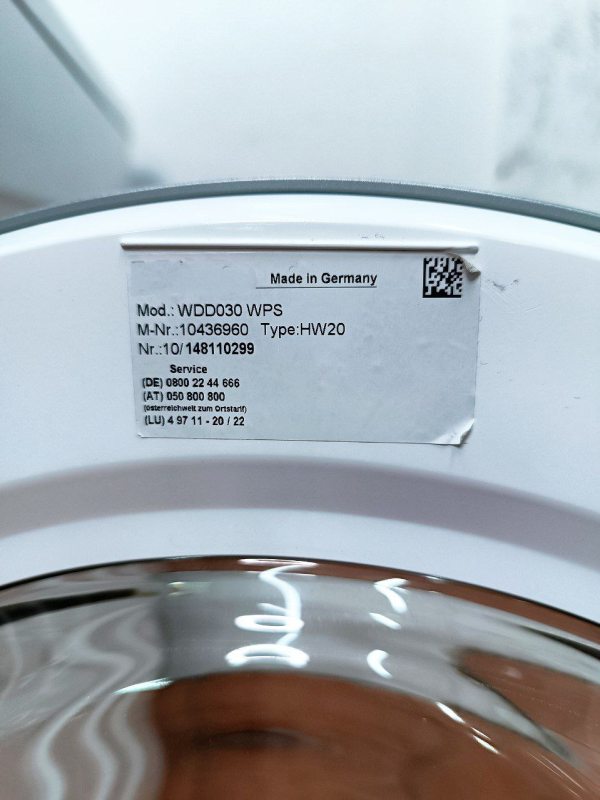 Made in Germany
Mod.: WDD030 WPS
M-Nr.:10436960 Type:HW20
Nr.:10/148110299
Service
(DE) 0800 22 44 666
(AT) 050 800 800
(österreichweit zum Ortstarif)
(LU) 4 97 11 - 20 / 22